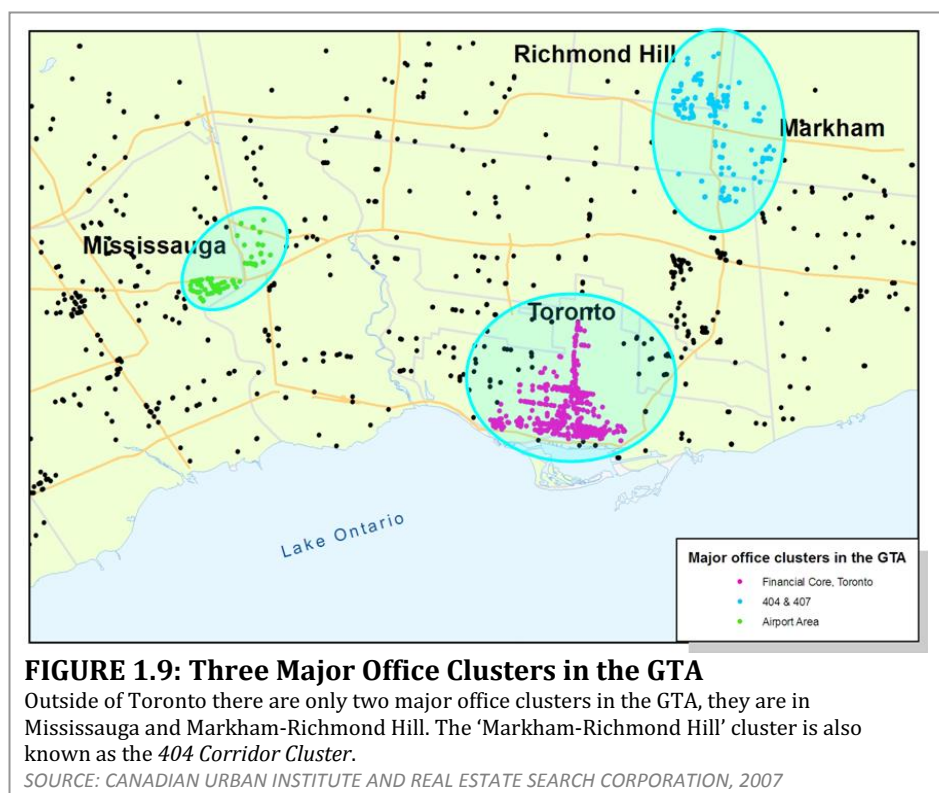 Richmond Hill
Markham
Mississauga
Toronto
Lake Ontario
Major office clusters in the GTA
Financial Core, Toronto
404 & 407
Airport Area
FIGURE 1.9: Three Major Office Clusters in the GTA
Outside of Toronto there are only two major office clusters in the GTA, they are in
Mississauga and Markham-Richmond Hill. The ‘Markham-Richmond Hill’ cluster is also
known as the 404 Corridor Cluster.
SOURCE: CANADIAN URBAN INSTITUTE AND REAL ESTATE SEARCH CORPORATION, 2007